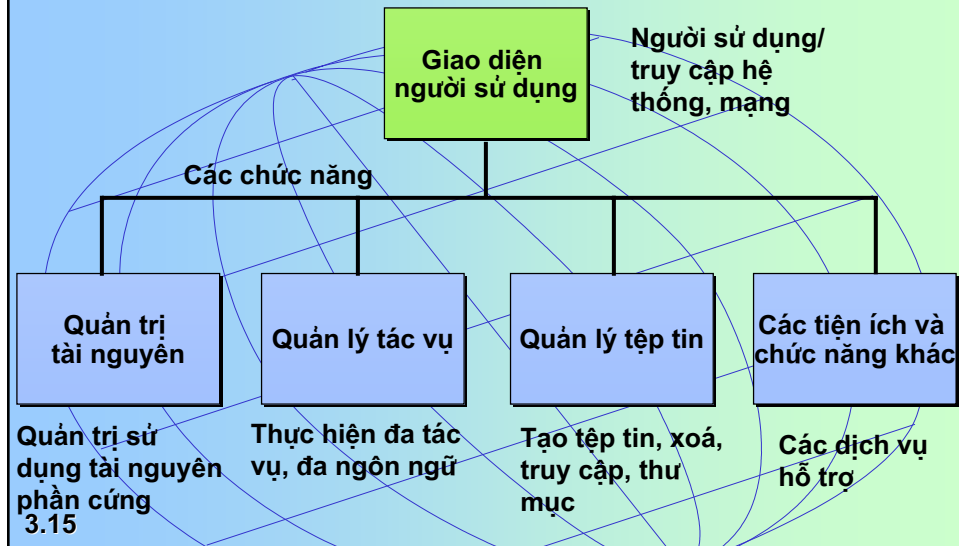 Giao diện
người sử dụng
Người sử dụng/
truy cập hệ
thống, mạng
Các chức năng
Quản trị
tài nguyên
Quản lý tác vụ
Quản lý tệp tin
Các tiện ích và
chức năng khác
Quản trị sử
dụng tài nguyên
phần cứng
Thực hiện đa tác
vụ, đa ngôn ngữ
Tạo tệp tin, xoá,
truy cập, thư
mục
Các dịch vụ
hỗ trợ
3.15